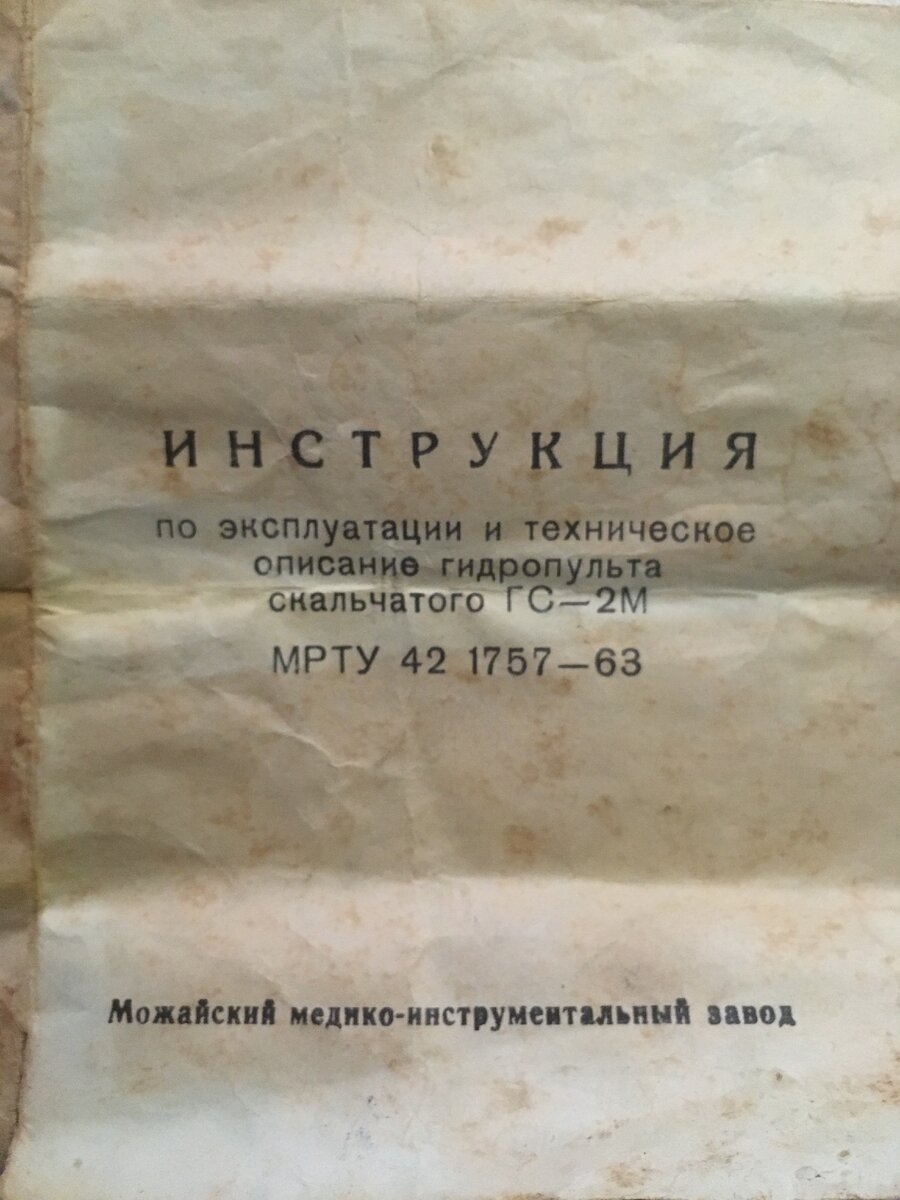 ИНСТРУКЦИЯ
по эксплуатации и техническое
описание гидропульта
скальчатого ГС—2М
МРТУ 42 1757—63
Можайский медико-инструментальный завод